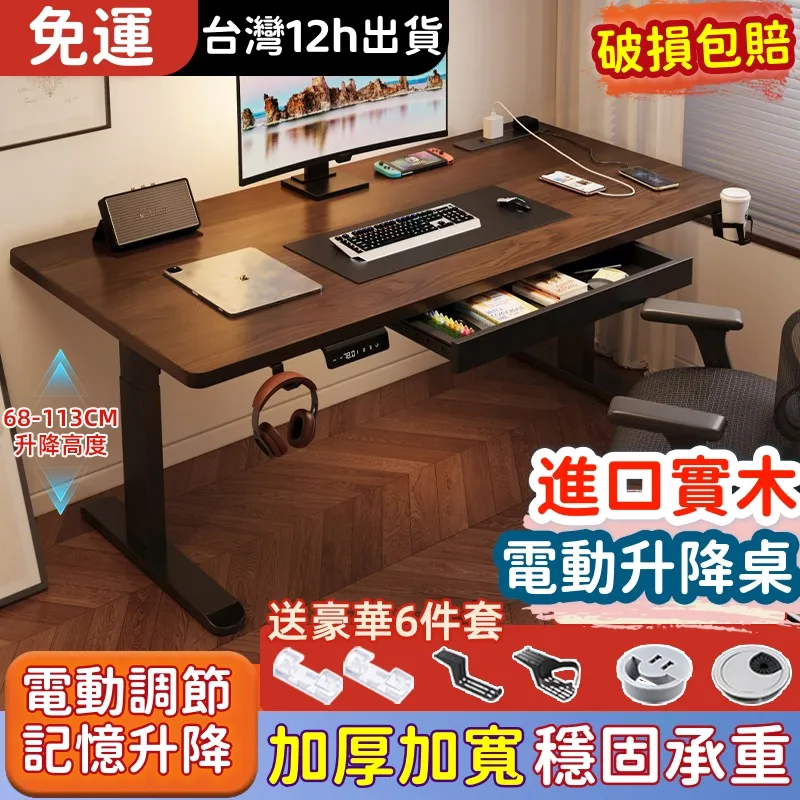 免運
台灣12h出貨
破損包賠
68-113CM
升降高度
進口實木
電動升降桌
送豪華6件套
電動調節
記憶升降
加厚加寬 穩固承重